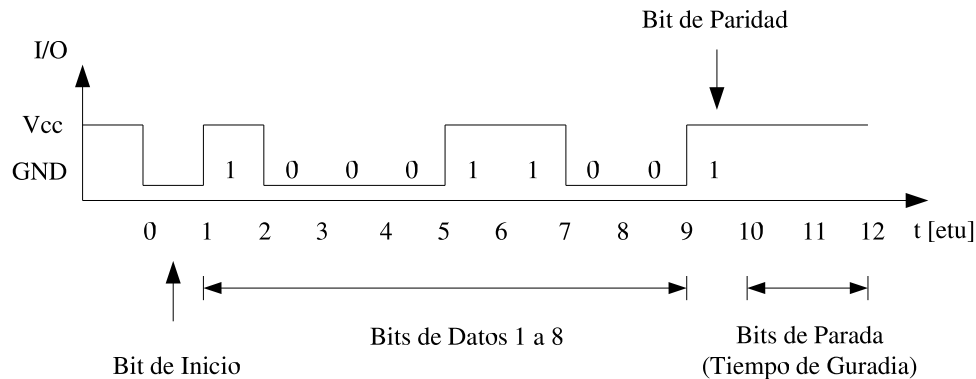 Bit de Paridad
I/O
Vcc
GND
1 0 0 0 1 1 0 0 1
0 1 2 3 4 5 6 7 8 9 10 11 12 t [etu]
Bits de Datos 1 a 8
Bits de Parada
(Tiempo de Guradia)
Bit de Inicio